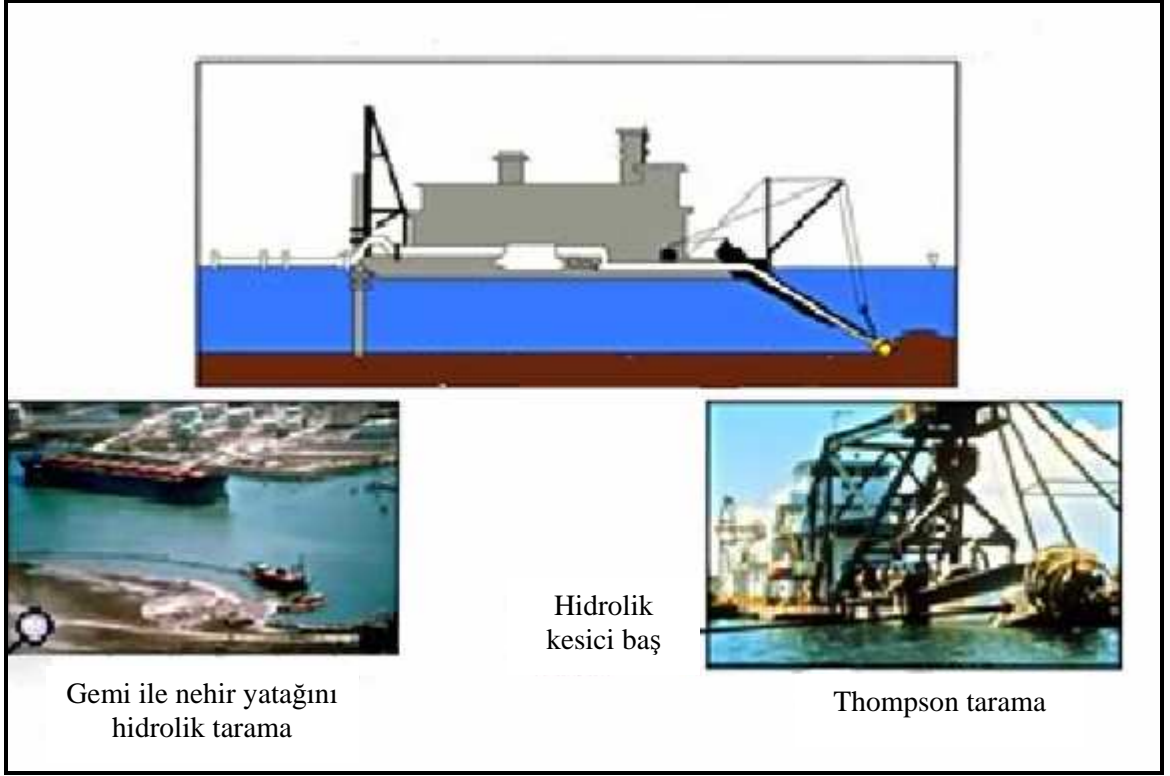 Hidrolik
kesici baş
Gemi ile nehir yatağını
hidrolik tarama
Thompson tarama